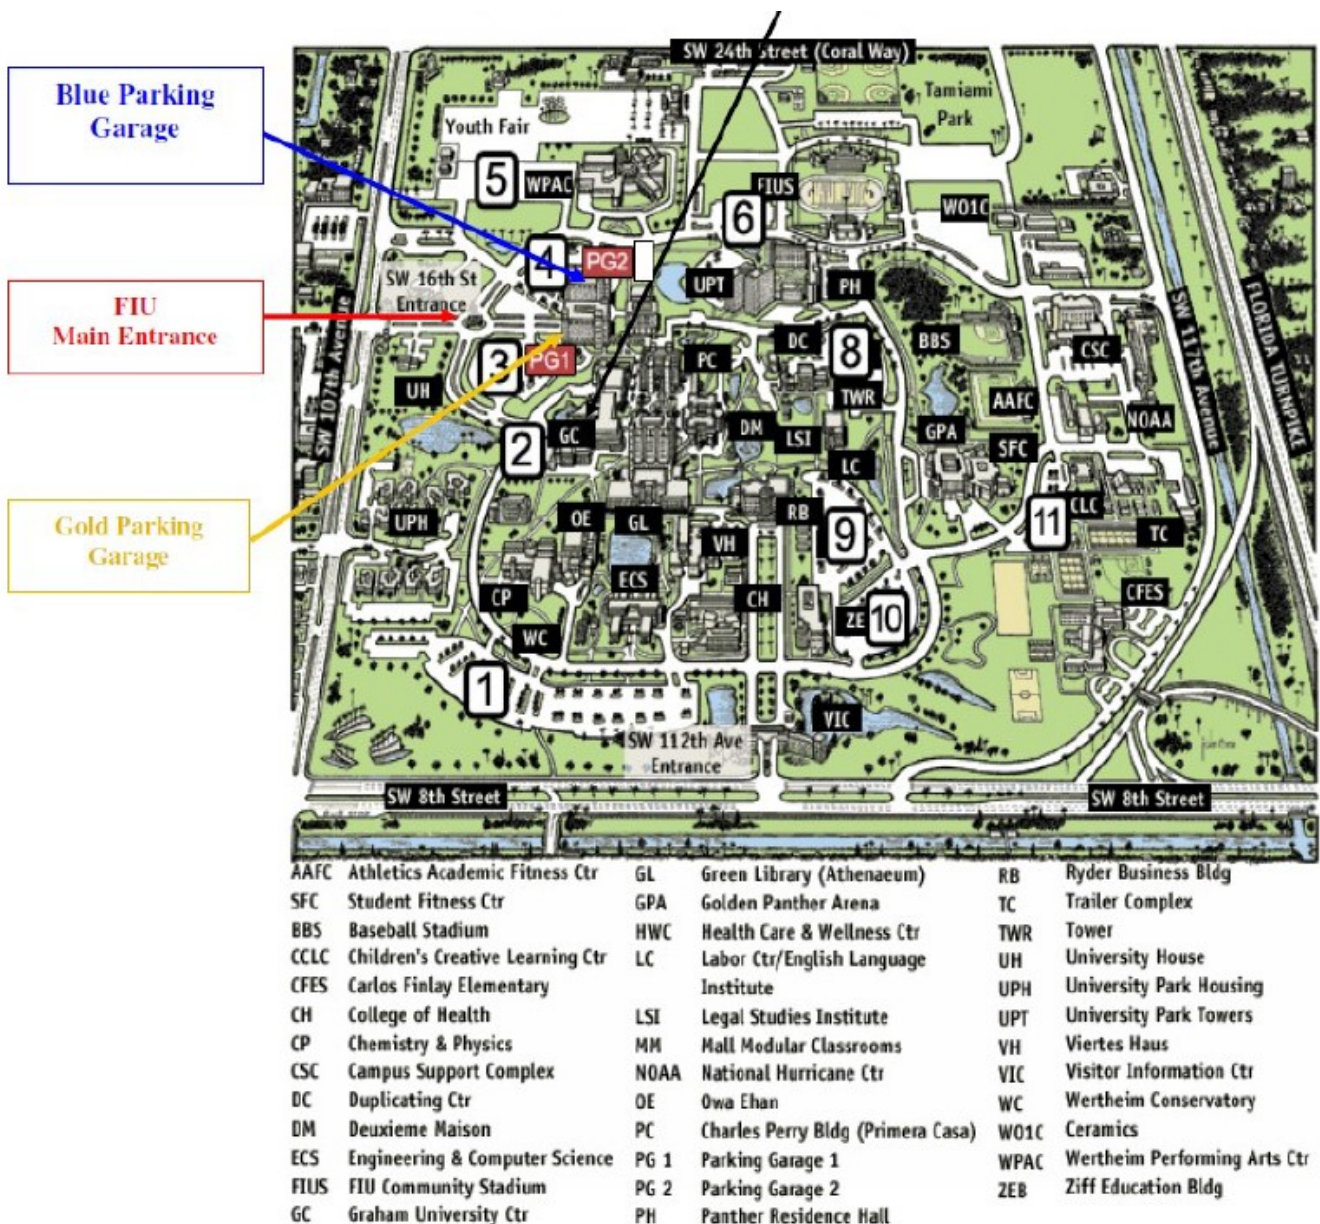 SW 24th Street (Coral Way)
Blue Parking
Garage
Tamiami
Park
Youth Fair
5
WPAC
FIUS
6
W01C
4
PG2
SW 16th St
Entrance
UPT
PH
FIU
Main Entrance
SW 107th Avenue
SW 117th Avenue
FLORIDA TURNPIKE
3
PG1
PC
DC
8
BBS
CSC
UH
TWR
AAFC
NOAA
GC
2
DM
LSI
GPA
SFC
LC
Gold Parking
Garage
UPH
OE
GL
VH
RB
9
11
CLC
TC
CP
ECS
CH
CFES
WC
ZE
10
1
VIC
SW 112th Ave
Entrance
SW 8th Street
SW 8th Street
AAFC Athletics Academic Fitness Ctr
SFC Student Fitness Ctr
BBS Baseball Stadium
CCLC Children's Creative Learning Ctr
CFES Carlos Finlay Elementary
CH College of Health
CP Chemistry & Physics
CSC Campus Support Complex
DC Duplicating Ctr
DM Deuxieme Maison
ECS Engineering & Computer Science
FIUS FIU Community Stadium
GC Graham University Ctr
GL Green Library (Athenaeum)
GPA Golden Panther Arena
HWC Health Care & Wellness Ctr
LC Labor Ctr/English Language
Institute
LSI Legal Studies Institute
MM Mall Modular Classrooms
NOAA National Hurricane Ctr
OE Owa Ehan
PC Charles Perry Bldg (Primera Casa)
PG 1 Parking Garage 1
PG 2 Parking Garage 2
PH Panther Residence Hall
RB Ryder Business Bldg
TC Trailer Complex
TWR Tower
UH University House
UPH University Park Housing
UPT University Park Towers
VH Viertes Haus
VIC Visitor Information Ctr
WC Wertheim Conservatory
W01C Ceramics
WPAC Wertheim Performing Arts Ctr
ZEB Ziff Education Bldg